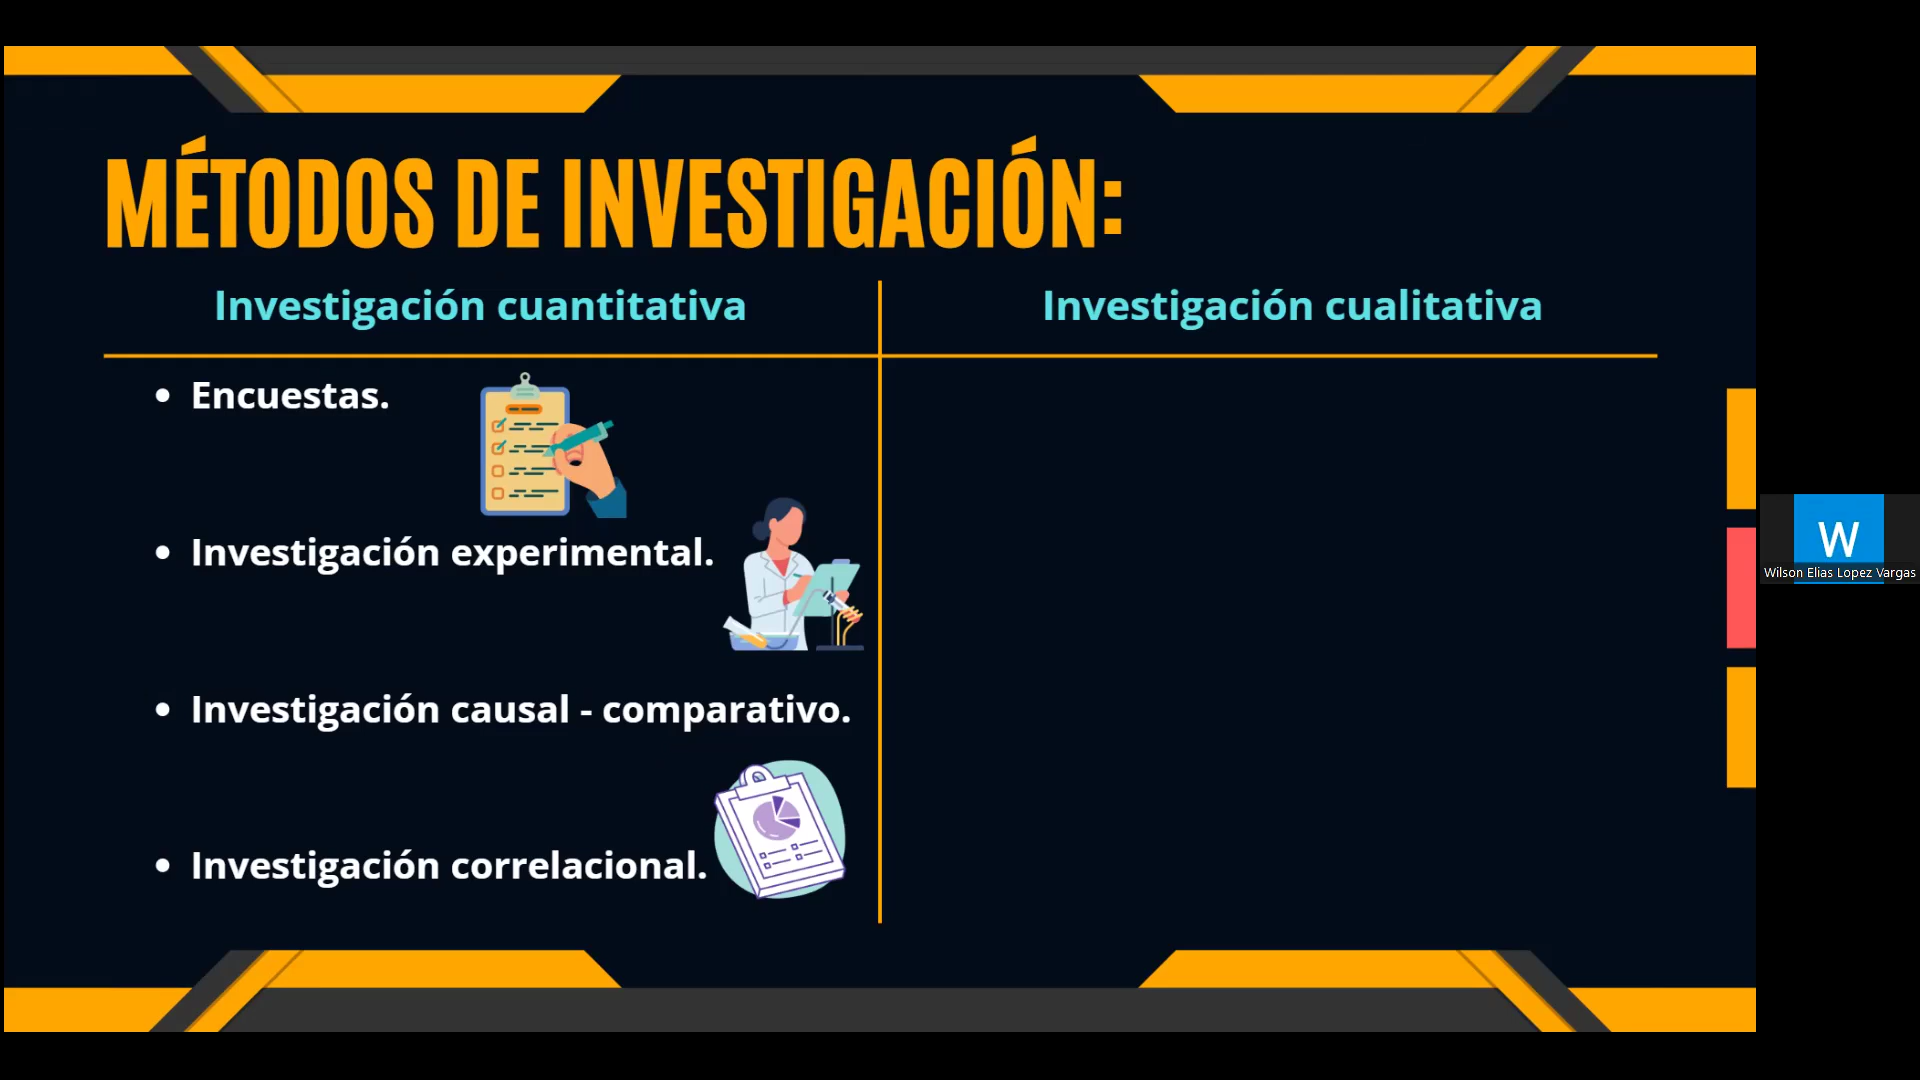 MÉTODOS DE INVESTIGACIÓN:
Investigación cuantitativa
Investigación cualitativa
• Encuestas.
• Investigación experimental.
• Investigación causal - comparativo.
• Investigación correlacional.
W
Wilson Elias Lopez Vargas